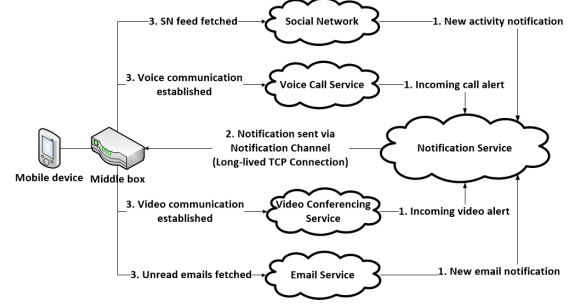 3. SN feed fetched
Social Network
1. New activity notification
3. Voice communication
established
Voice Call Service
1. Incoming call alert
2. Notification sent via
Notification Channel
(Long-lived TCP Connection)
Notification Service
Mobile device
Middle box
3. Video communication
established
Video Conferencing
Service
1. Incoming video alert
3. Unread emails fetched
Email Service
1. New email notification